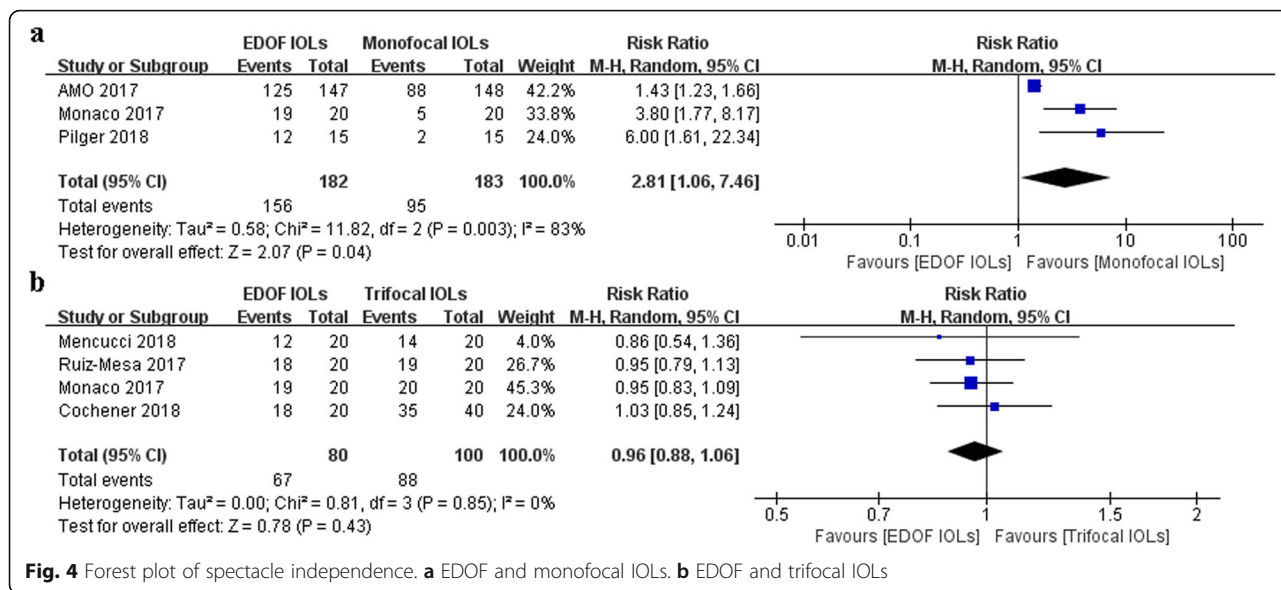 a
EDOF IOLs Monofocal IOLs Risk Ratio Risk Ratio
Study or Subgroup Events Total Events Total Weight M-H, Random, 95% CI M-H, Random, 95% CI
AMO 2017 125 147 88 148 42.2% 1.43 [1.23, 1.66]
Monaco 2017 19 20 5 20 33.8% 3.80 [1.77, 8.17]
Pilger 2018 12 15 2 15 24.0% 6.00 [1.61, 22.34]
Total (95% CI) 182 183 100.0% 2.81 [1.06, 7.46]
Total events 156 95
Heterogeneity: Tau² = 0.58; Chi² = 11.82, df = 2 (P = 0.003); I² = 83%
Test for overall effect: Z = 2.07 (P = 0.04)
0.01 0.1 1 10 100
Favours [EDOF IOLs] Favours [Monofocal IOLs]
b
EDOF IOLs Trifocal IOLs Risk Ratio Risk Ratio
Study or Subgroup Events Total Events Total Weight M-H, Random, 95% CI M-H, Random, 95% CI
Mencucci 2018 12 20 14 20 4.0% 0.86 [0.54, 1.36]
Ruiz-Mesa 2017 18 20 19 20 26.7% 0.95 [0.79, 1.13]
Monaco 2017 19 20 20 20 45.3% 0.95 [0.83, 1.09]
Cochener 2018 18 20 35 40 24.0% 1.03 [0.85, 1.24]
Total (95% CI) 80 100 100.0% 0.96 [0.88, 1.06]
Total events 67 88
Heterogeneity: Tau² = 0.00; Chi² = 0.81, df = 3 (P = 0.85); I² = 0%
Test for overall effect: Z = 0.78 (P = 0.43)
0.5 0.7 1 1.5 2
Favours [EDOF IOLs] Favours [Trifocal IOLs]
Fig. 4 Forest plot of spectacle independence. a EDOF and monofocal IOLs. b EDOF and trifocal IOLs